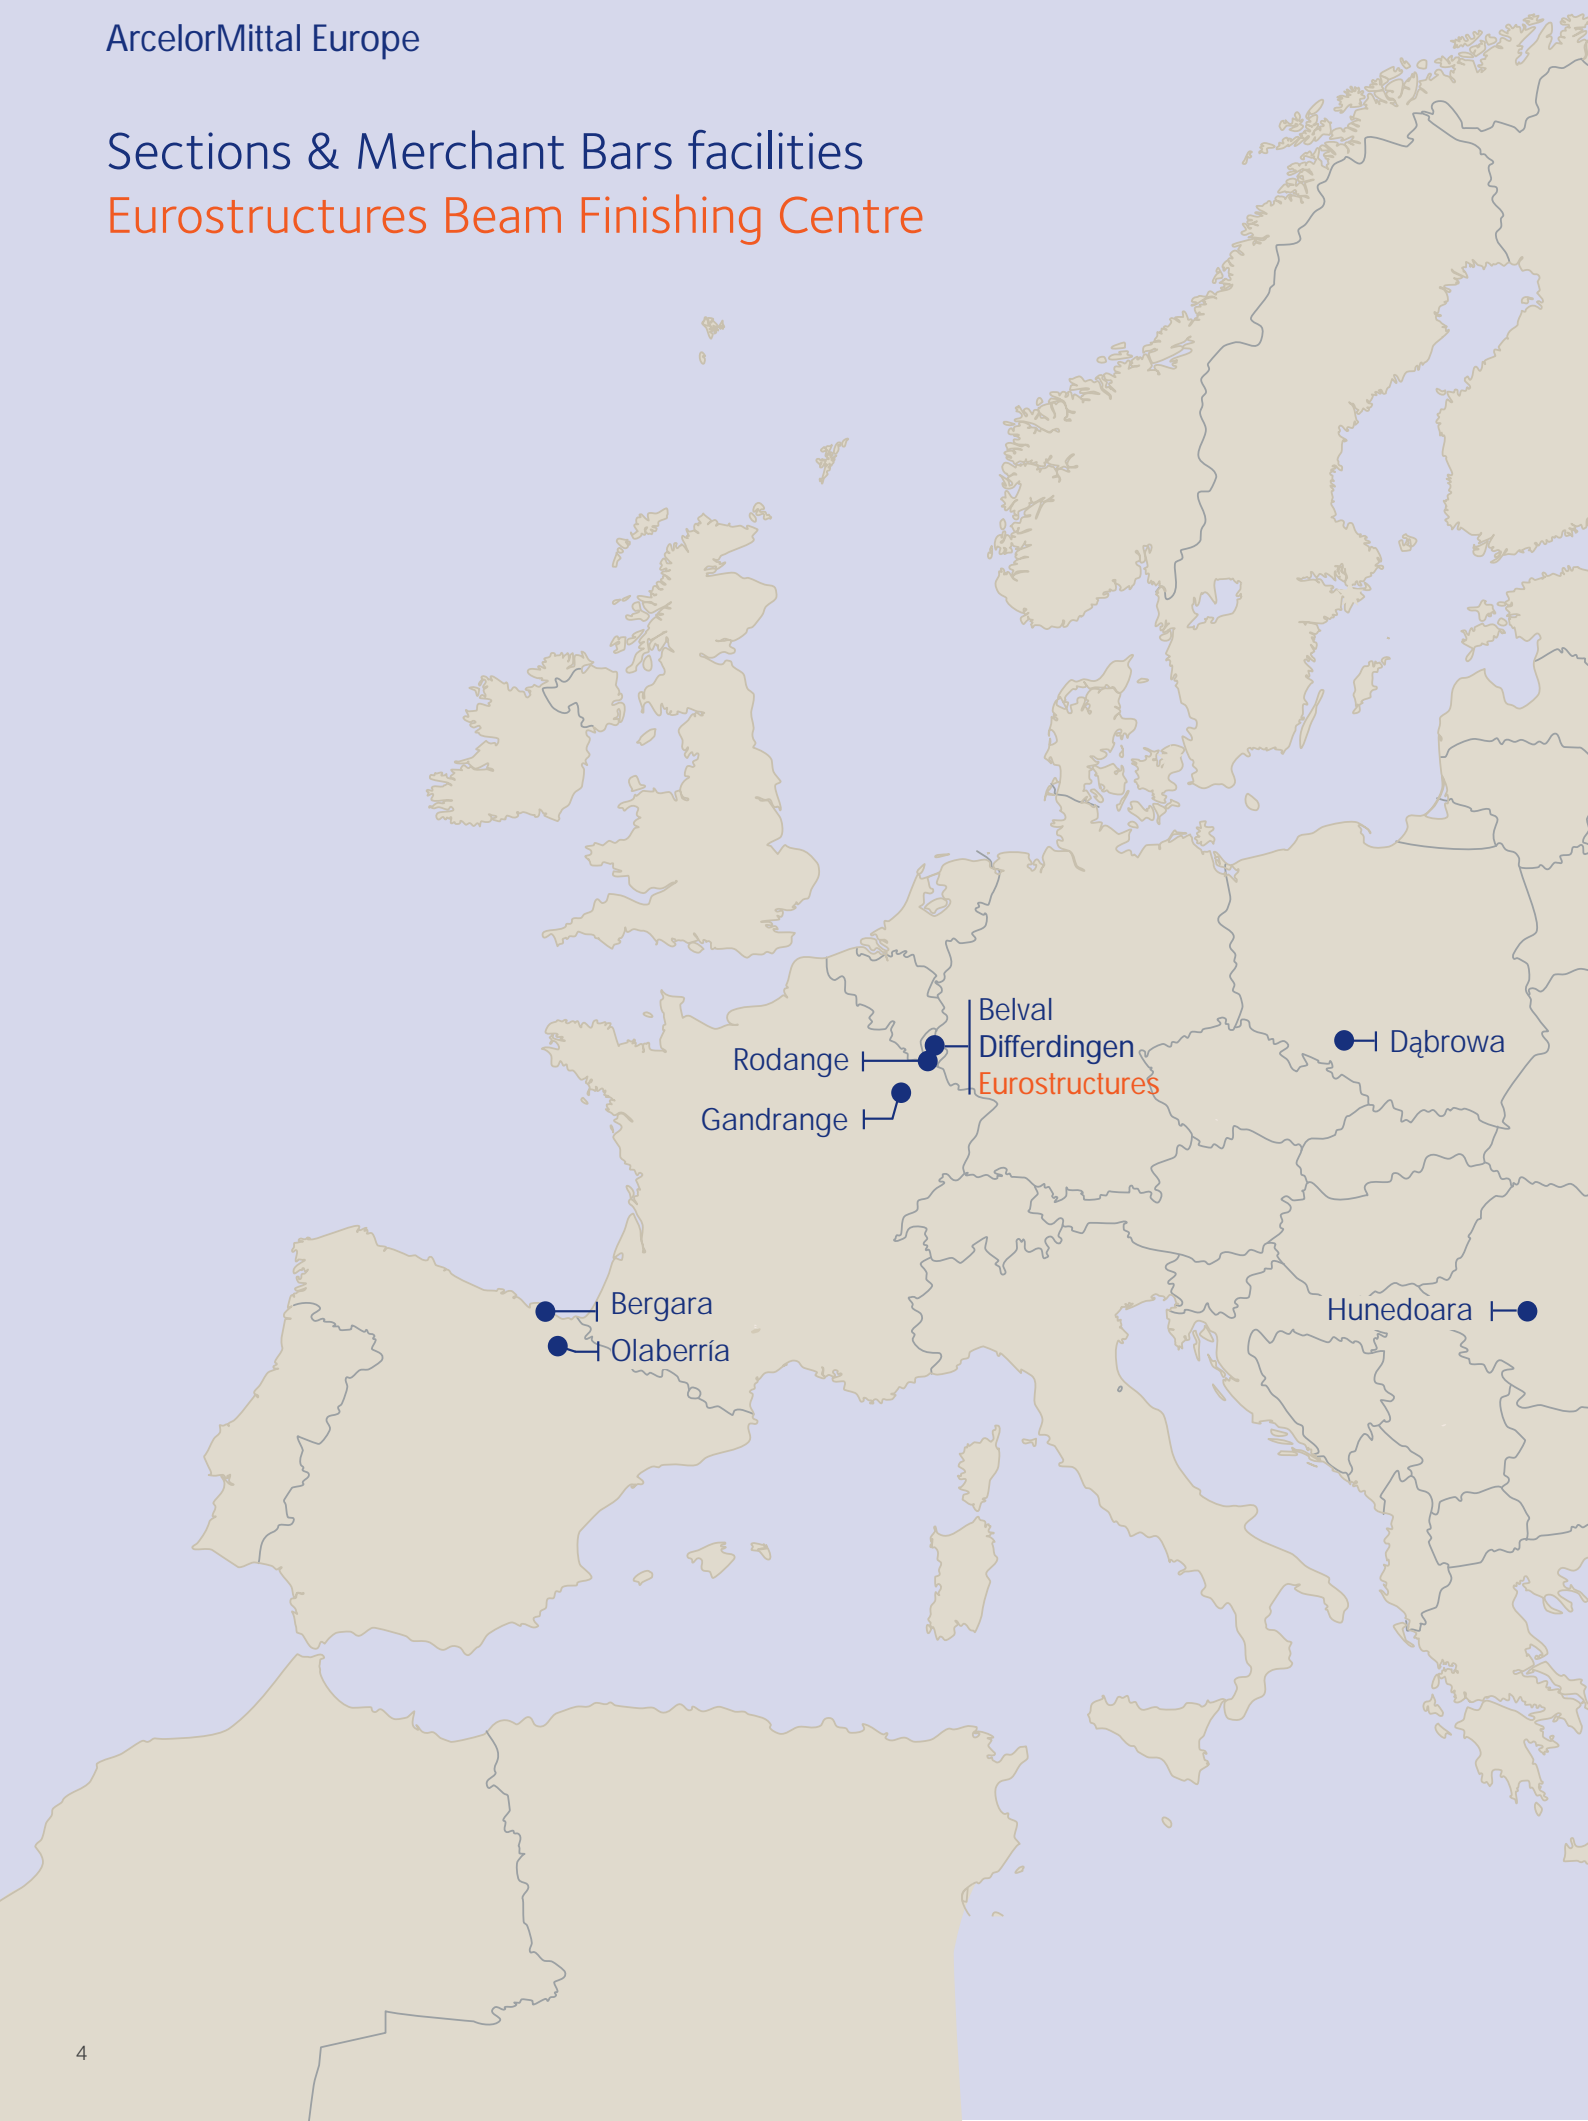 ArcelorMittal Europe
Sections & Merchant Bars facilities
Eurostructures Beam Finishing Centre
Belval
Differdingen
Eurostructures
Rodange
Gandrange
Dąbrowa
Bergara
Olaberría
Hunedoara
4